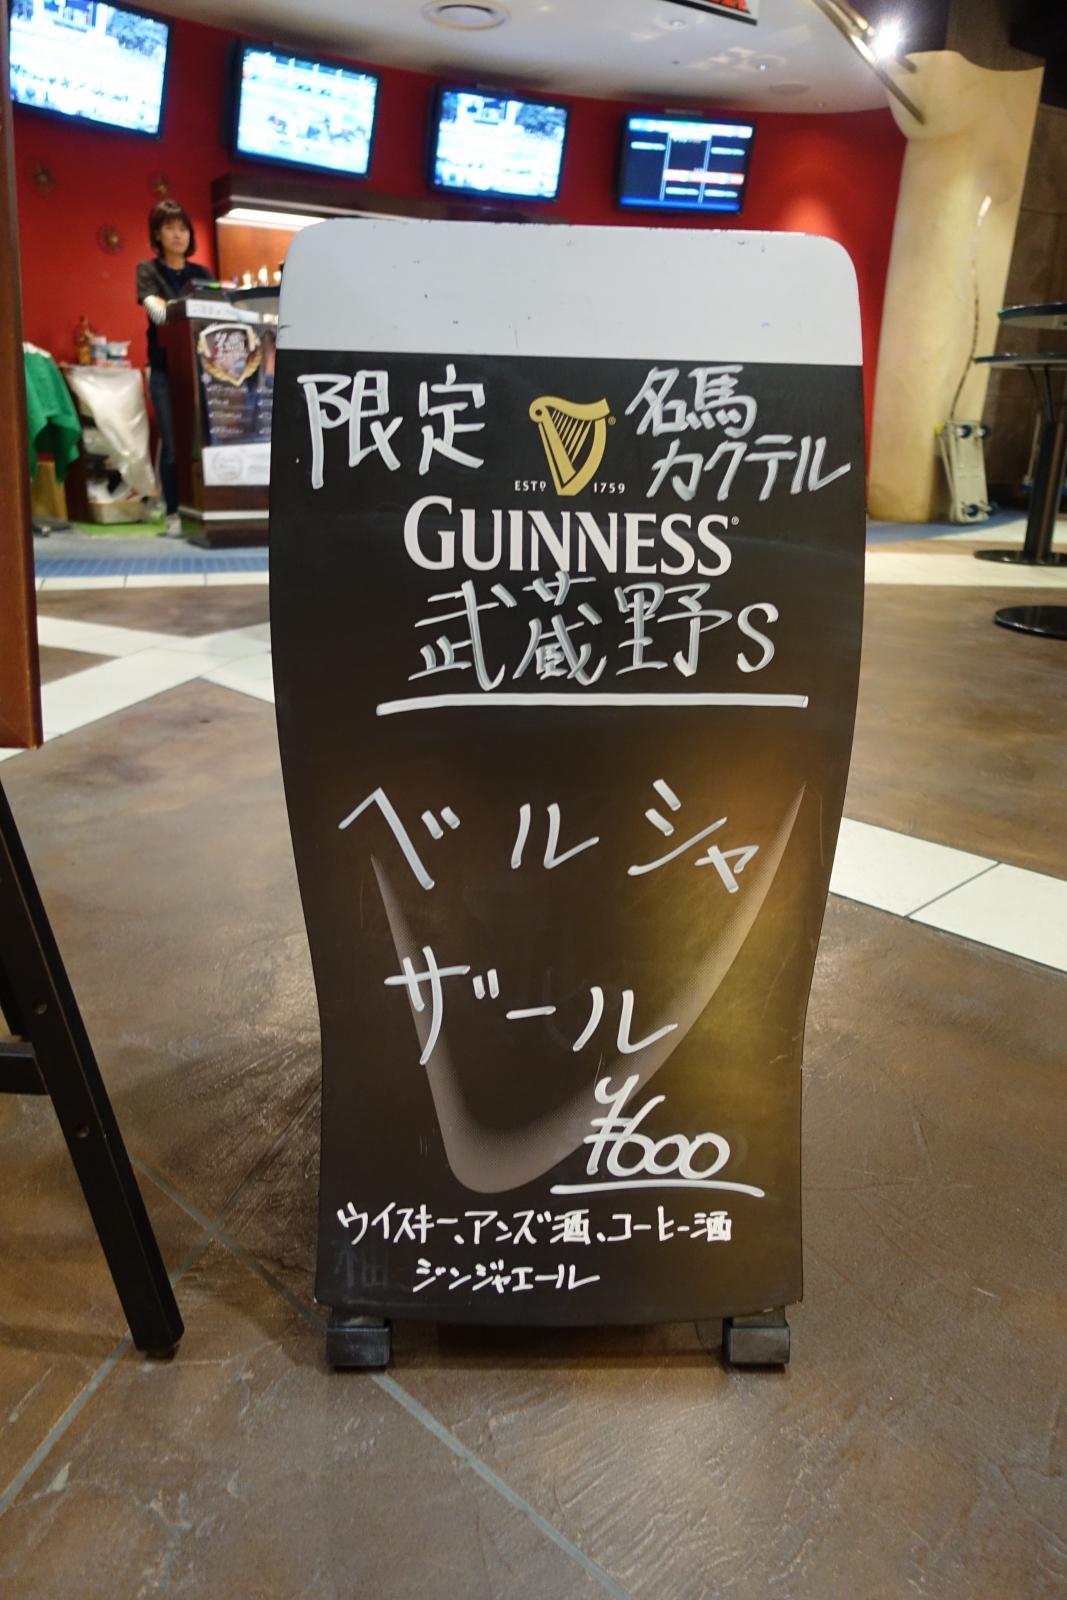 限定
名馬
カクテル
ESTD 1759
GUINNESS
武蔵野S
ベルシャ
ザール
¥600
ウイスキー、アンズ酒、コーヒー酒
ジンジャエール